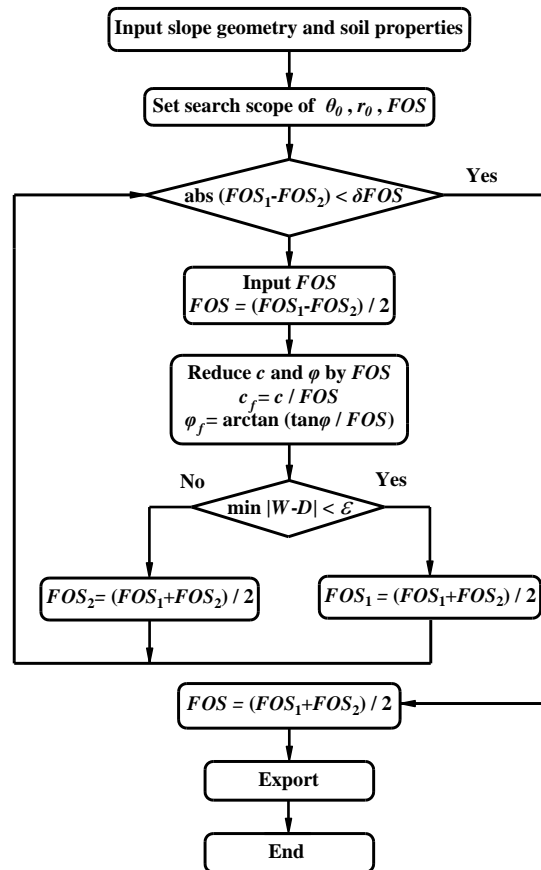 Input slope geometry and soil properties
Set search scope of θ₀ , r₀ , FOS
abs (FOS₁-FOS₂) < δFOS
Yes
Input FOS
FOS = (FOS₁-FOS₂) / 2
Reduce c and φ by FOS
c_f = c / FOS
φ_f = arctan (tanφ / FOS)
No
Yes
min |W-D| < ε
FOS₂ = (FOS₁+FOS₂) / 2
FOS₁ = (FOS₁+FOS₂) / 2
FOS = (FOS₁+FOS₂) / 2
Export
End